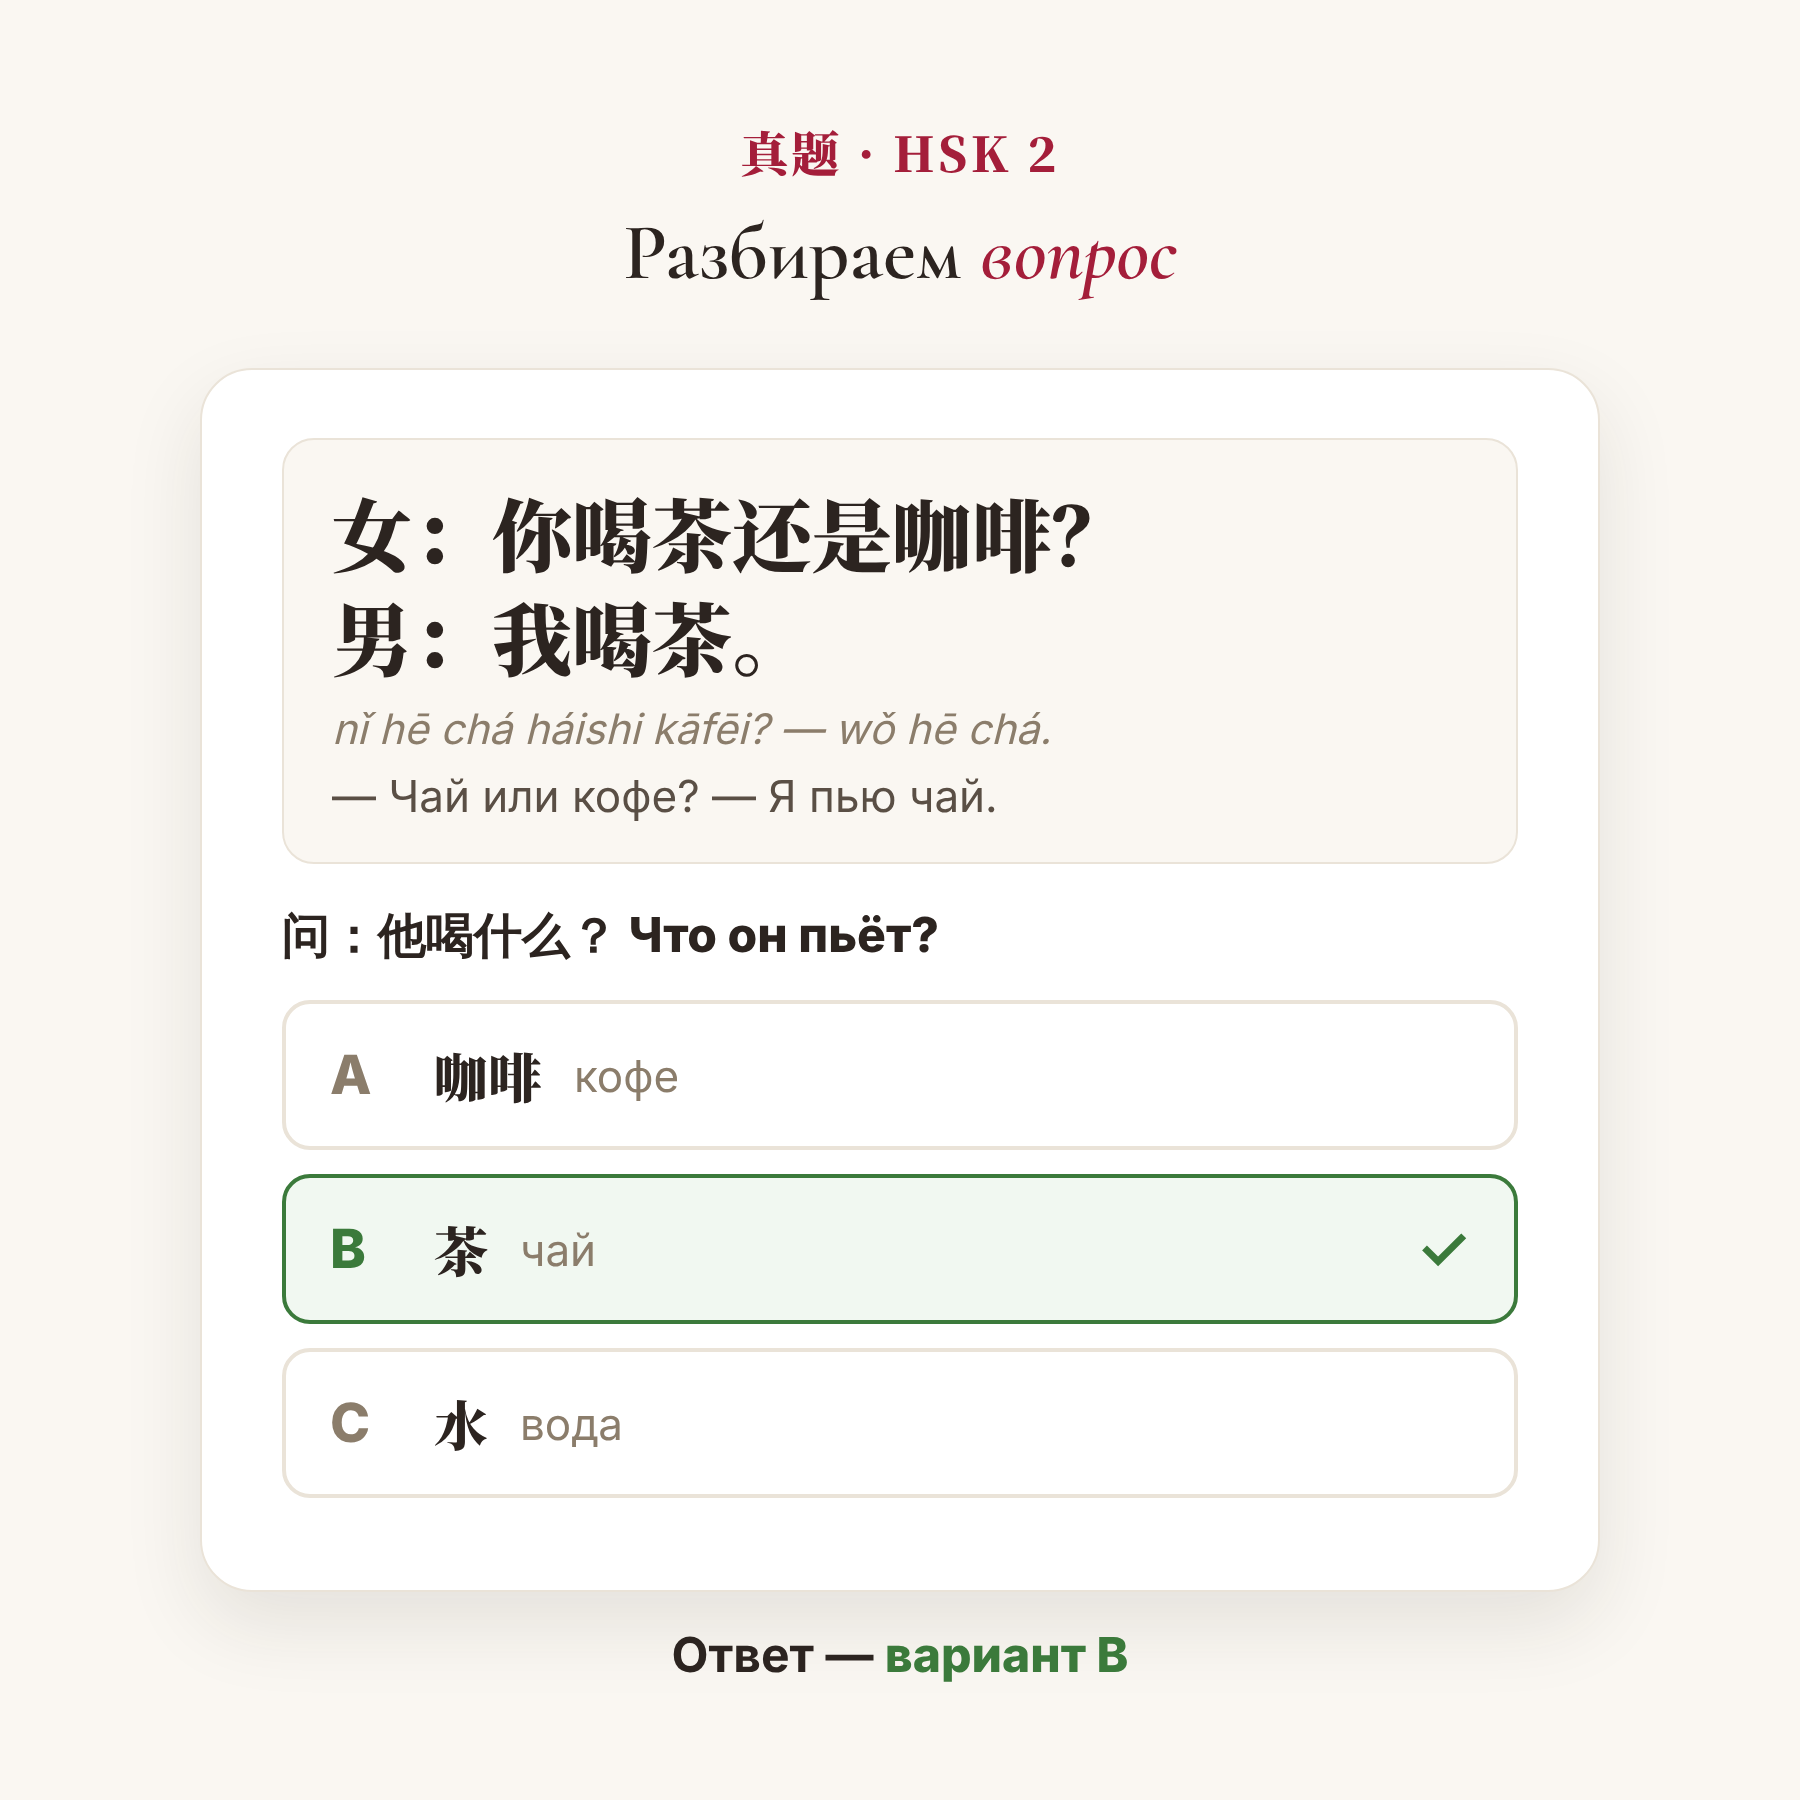 真题 · HSK 2
Разбираем вопрос
女：你喝茶还是咖啡?
男：我喝茶。
nǐ hē chá háishi kāfēi? — wǒ hē chá.
— Чай или кофе? — Я пью чай.
问：他喝什么？ Что он пьёт?
A 咖啡 кофе
B 茶 чай ✓
C 水 вода
Ответ — вариант B